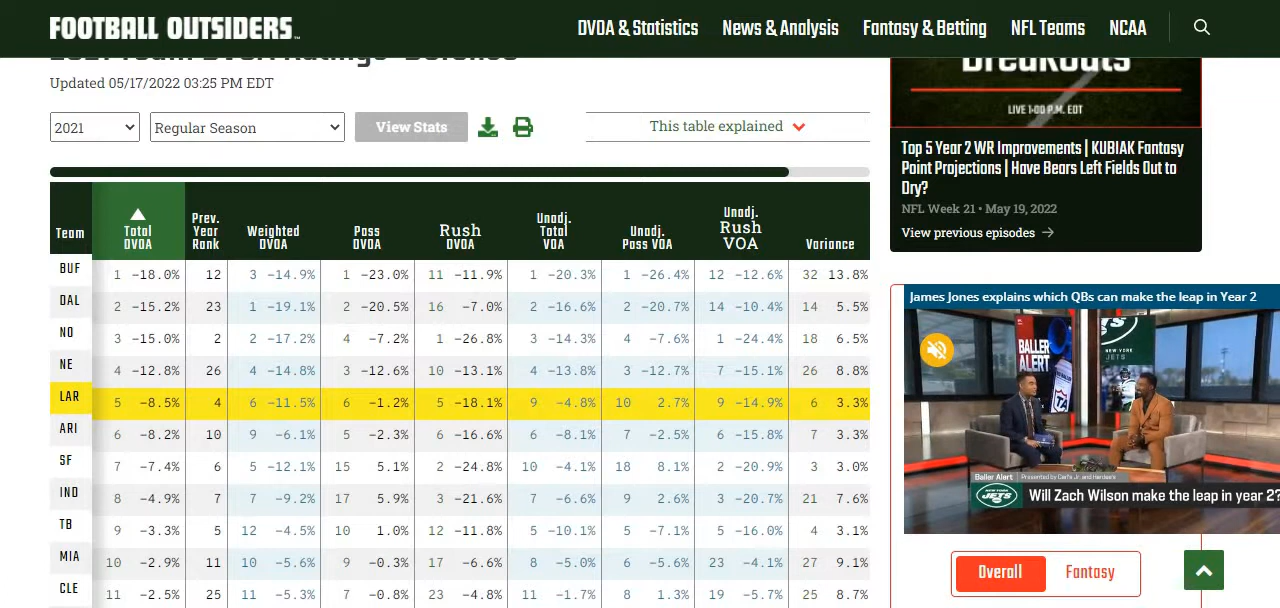 FOOTBALL OUTSIDERS™
DVOA & Statistics News & Analysis Fantasy & Betting NFL Teams NCAA
2021 Team DVOA Ratings Defense
Updated 05/17/2022 03:25 PM EDT
2021 Regular Season View Stats This table explained
Team Total DVOA Prev. Year Rank Weighted DVOA Pass DVOA Rush DVOA Unadj. Total VOA Unadj. Pass VOA Unadj. Rush VOA Variance
BUF 1 -18.0% 12 3 -14.9% 1 -23.0% 11 -11.9% 1 -20.3% 1 -26.4% 12 -12.6% 32 13.8%
DAL 2 -15.2% 23 1 -19.1% 2 -20.5% 16 -7.0% 2 -16.6% 2 -20.7% 14 -10.4% 14 5.5%
NO 3 -15.0% 2 2 -17.2% 4 -7.2% 1 -26.8% 3 -14.3% 4 -7.6% 1 -24.4% 18 6.5%
NE 4 -12.8% 26 4 -14.8% 3 -12.6% 10 -13.1% 4 -13.8% 3 -12.7% 7 -15.1% 26 8.8%
LAR 5 -8.5% 4 6 -11.5% 6 -1.2% 5 -18.1% 9 -4.8% 10 2.7% 9 -14.9% 6 3.3%
ARI 6 -8.2% 10 9 -6.1% 5 -2.3% 6 -16.6% 6 -8.1% 7 -2.5% 6 -15.8% 7 3.3%
SF 7 -7.4% 6 5 -12.1% 15 5.1% 2 -24.8% 10 -4.1% 18 8.1% 2 -20.9% 3 3.0%
IND 8 -4.9% 7 7 -9.2% 17 5.9% 3 -21.6% 7 -6.6% 9 2.6% 3 -20.7% 21 7.6%
TB 9 -3.3% 5 12 -4.5% 10 1.0% 12 -11.8% 5 -10.1% 5 -7.1% 5 -16.0% 4 3.1%
MIA 10 -2.9% 11 10 -5.6% 9 -0.3% 17 -6.6% 8 -5.0% 6 -5.6% 23 -4.1% 27 9.1%
CLE 11 -2.5% 25 11 -5.3% 7 -0.8% 23 -4.8% 11 -1.7% 8 1.3% 19 -5.7% 25 8.7%
Breakouts
LIVE 1:00 P.M. EDT
Top 5 Year 2 WR Improvements | KUBIAK Fantasy
Point Projections | Have Bears Left Fields Out to
Dry?
NFL Week 21 • May 19, 2022
View previous episodes
James Jones explains which QBs can make the leap in Year 2
BALLER
ALERT
NEW YORK
JETS
Baller Alert | Presented by Carl's Jr. and Hardee's
JETS Will Zach Wilson make the leap in year 2?
Overall Fantasy